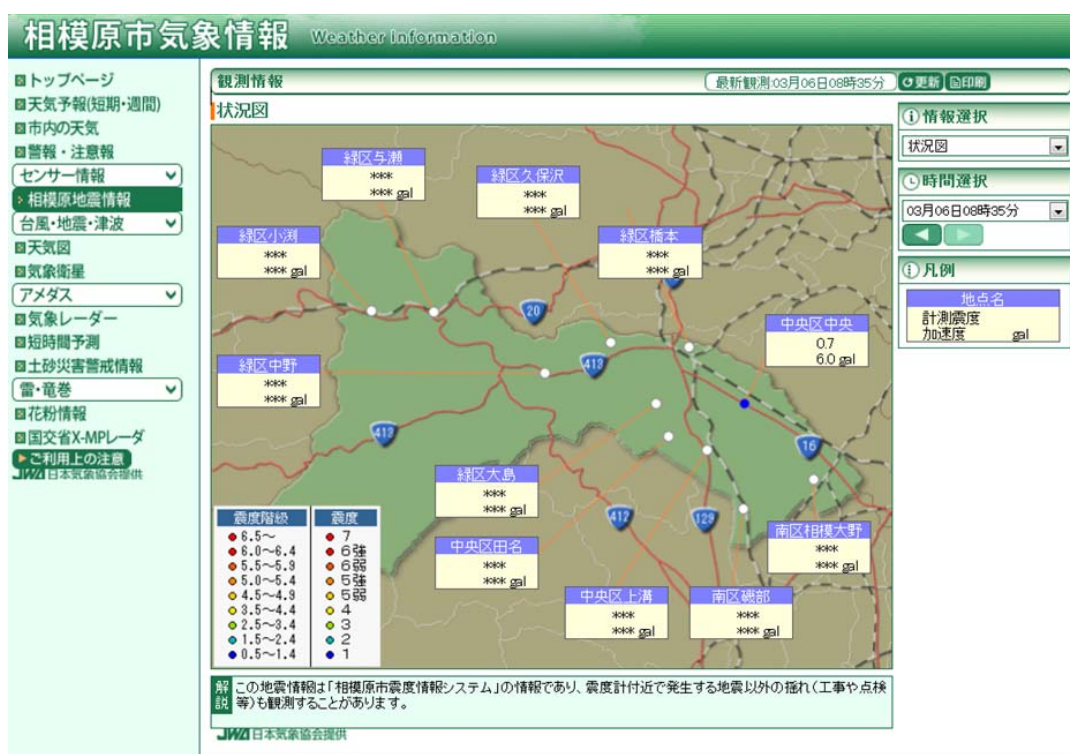 相模原市気象情報 Weather Information
トップページ
天気予報(短期・週間)
市内の天気
警報・注意報
センサー情報
相模原地震情報
台風・地震・津波
天気図
気象衛星
アメダス
気象レーダー
短時間予測
土砂災害警戒情報
雷・竜巻
花粉情報
国交省X-MPレーダ
ご利用上の注意
JWA 日本気象協会提供
観測情報
最新観測:03月06日08時35分 更新 印刷
状況図
緑区与瀬
***
*** gal
緑区久保沢
***
*** gal
緑区小渕
***
*** gal
緑区橋本
***
*** gal
20
中央区中央
0.7
6.0 gal
緑区中野
***
*** gal
413
413
16
緑区大島
***
*** gal
412
129
中央区田名
***
*** gal
南区相模大野
***
*** gal
中央区上溝
***
*** gal
南区磯部
***
*** gal
震度階級 震度
6.5～ 7
6.0～6.4 6強
5.5～5.9 6弱
5.0～5.4 5強
4.5～4.9 5弱
3.5～4.4 4
2.5～3.4 3
1.5～2.4 2
0.5～1.4 1
解説 この地震情報は「相模原市震度情報システム」の情報であり、震度計付近で発生する地震以外の揺れ(工事や点検
等)も観測することがあります。
JWA 日本気象協会提供
情報選択
状況図
時間選択
03月06日08時35分
凡例
地点名
計測震度
加速度 gal